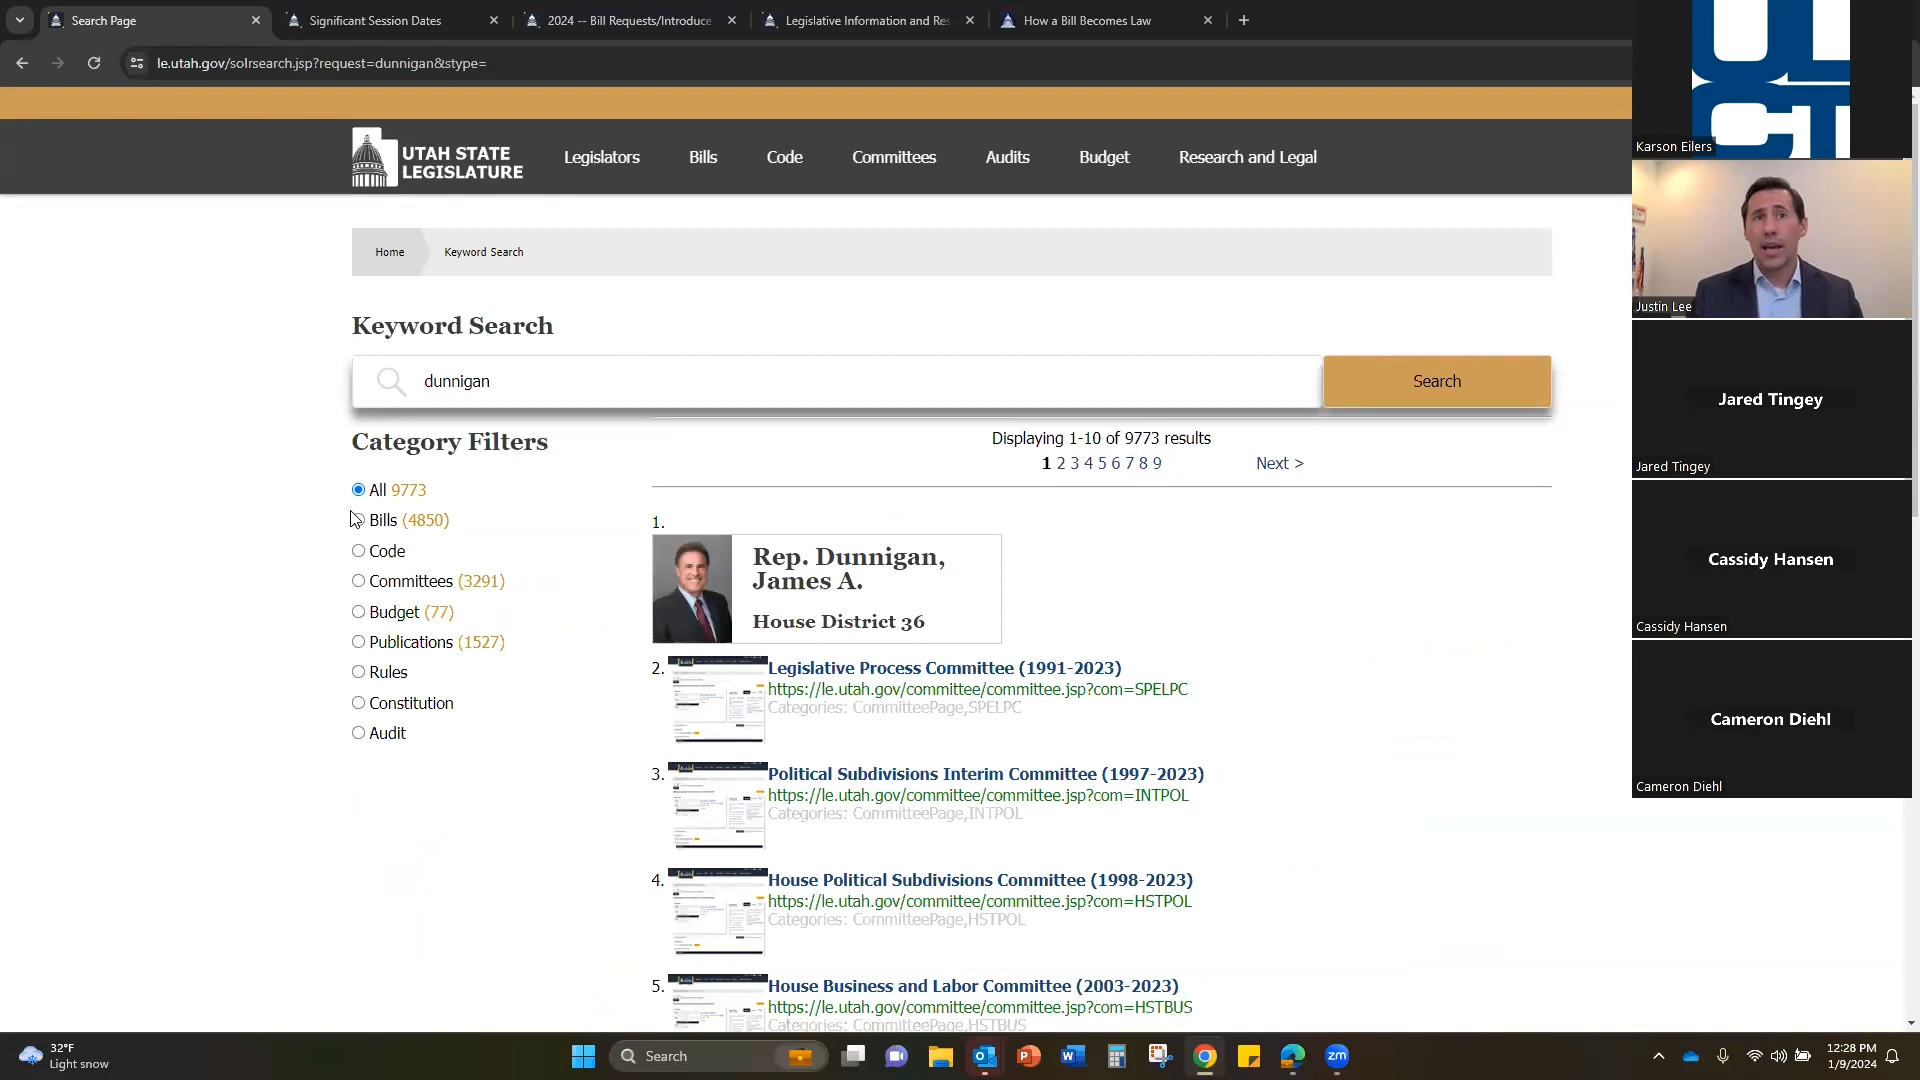 Search Page
Significant Session Dates
2024 -- Bill Requests/Introduce
Legislative Information and Res
How a Bill Becomes Law
le.utah.gov/solrsearch.jsp?request=dunnigan&stype=
UTAH STATE
LEGISLATURE
Legislators
Bills
Code
Committees
Audits
Budget
Research and Legal
Home
Keyword Search
Keyword Search
dunnigan
Search
Category Filters
All 9773
Bills (4850)
Code
Committees (3291)
Budget (77)
Publications (1527)
Rules
Constitution
Audit
Displaying 1-10 of 9773 results
1 2 3 4 5 6 7 8 9
Next >
1.
Rep. Dunnigan,
James A.
House District 36
2. Legislative Process Committee (1991-2023)
https://le.utah.gov/committee/committee.jsp?com=SPELPC
Categories: CommitteePage,SPELPC
3. Political Subdivisions Interim Committee (1997-2023)
https://le.utah.gov/committee/committee.jsp?com=INTPOL
Categories: CommitteePage,INTPOL
4. House Political Subdivisions Committee (1998-2023)
https://le.utah.gov/committee/committee.jsp?com=HSTPOL
Categories: CommitteePage,HSTPOL
5. House Business and Labor Committee (2003-2023)
https://le.utah.gov/committee/committee.jsp?com=HSTBUS
Categories: CommitteePage,HSTBUS
UL
CT
Karson Eilers
Justin Lee
Jared Tingey
Jared Tingey
Cassidy Hansen
Cassidy Hansen
Cameron Diehl
Cameron Diehl
32°F
Light snow
Search
zm
12:28 PM
1/9/2024